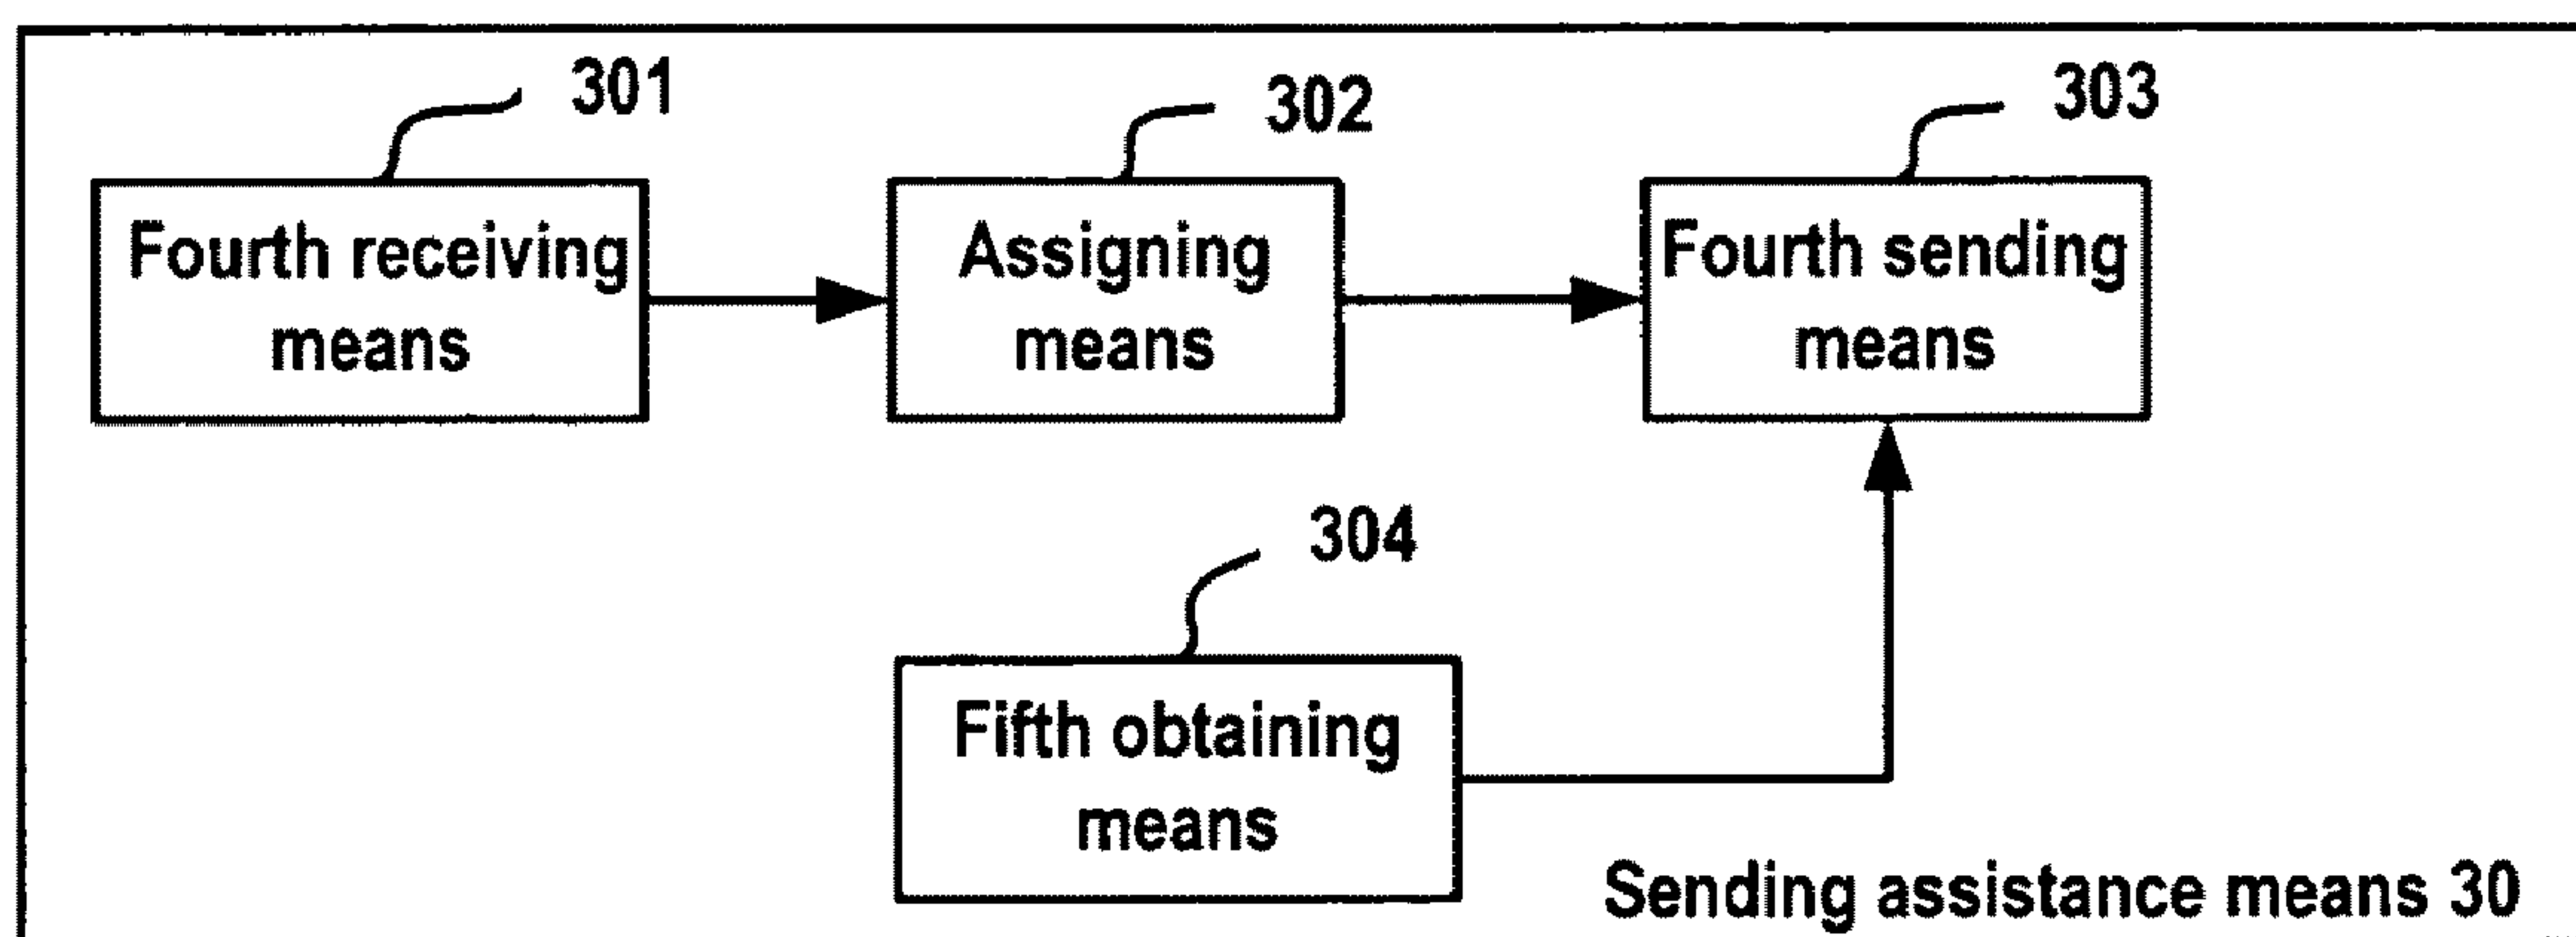 301
302
303
Fourth receiving
means
Assigning
means
Fourth sending
means
304
Fifth obtaining
means
Sending assistance means 30